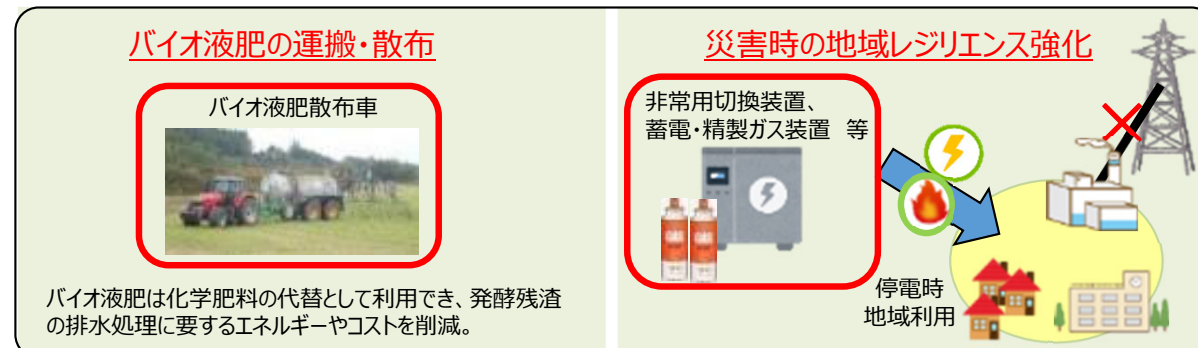 バイオ液肥の運搬・散布
バイオ液肥散布車
バイオ液肥は化学肥料の代替として利用でき、発酵残渣
の排水処理に要するエネルギーやコストを削減。
災害時の地域レジリエンス強化
非常用切換装置、
蓄電・精製ガス装置 等
GAS
GAS
停電時
地域利用